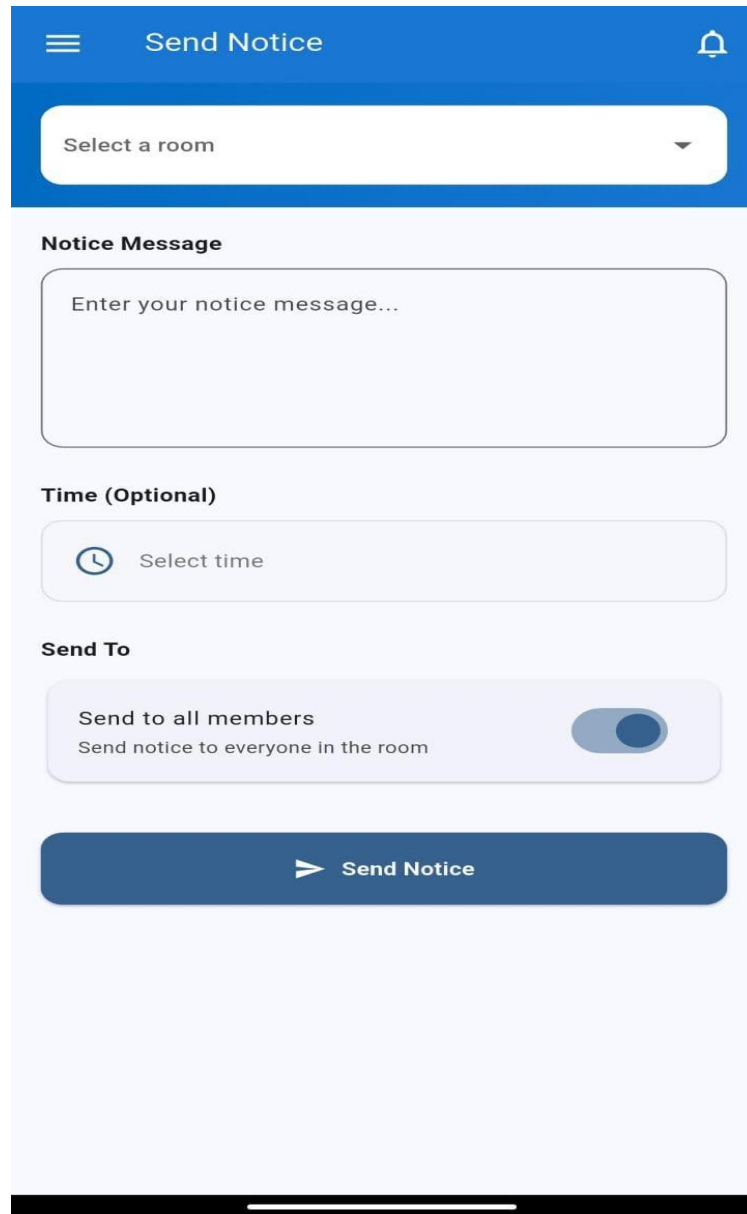 Send Notice
Select a room
Notice Message
Enter your notice message...
Time (Optional)
Select time
Send To
Send to all members
Send notice to everyone in the room
Send Notice